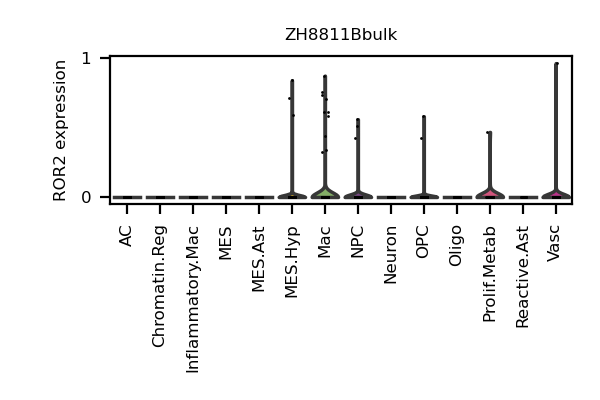 ZH8811Bbulk
ROR2 expression
1
0
AC
Chromatin.Reg
Inflammatory.Mac
MES
MES.Ast
MES.Hyp
Mac
NPC
Neuron
OPC
Oligo
Prolif.Metab
Reactive.Ast
Vasc